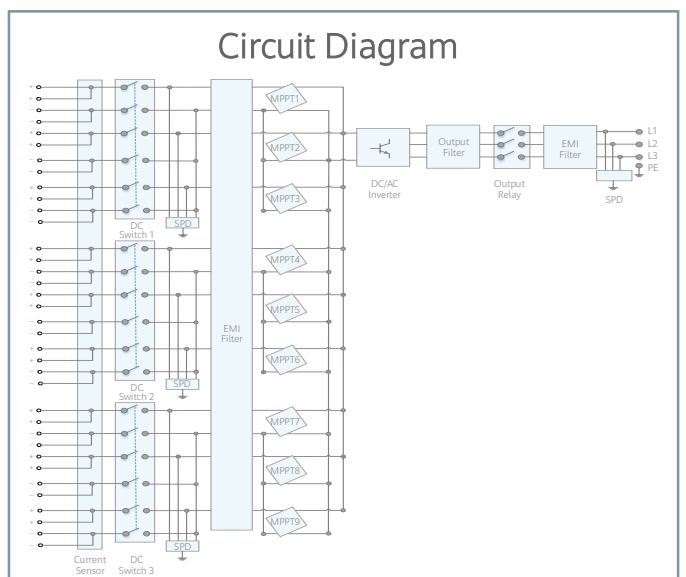 Circuit Diagram
MPPT1
MPPT2
MPPT3
SPD
DC
Switch 1
MPPT4
MPPT5
MPPT6
SPD
DC
Switch 2
EMI
Filter
MPPT7
MPPT8
MPPT9
SPD
Current
Sensor
DC
Switch 3
DC/AC
Inverter
Output
Filter
Output
Relay
EMI
Filter
L1
L2
L3
PE
SPD